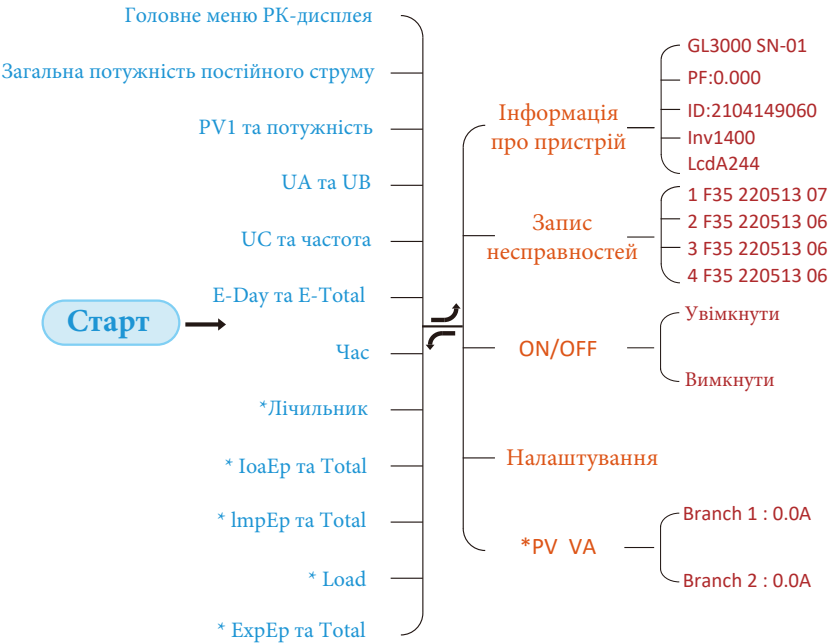 Головне меню РК-дисплея
Загальна потужність постійного струму
PV1 та потужність
UA та UB
UC та частота
E-Day та E-Total
Старт
Час
*Лічильник
* IoaEp та Total
* lmpEp та Total
* Load
* ExpEp та Total
Інформація
про пристрій
GL3000 SN-01
PF:0.000
ID:2104149060
Inv1400
LcdA244
Запис
несправностей
1 F35 220513 07
2 F35 220513 06
3 F35 220513 06
4 F35 220513 06
ON/OFF
Увімкнути
Вимкнути
Налаштування
*PV VA
Branch 1 : 0.0A
Branch 2 : 0.0A